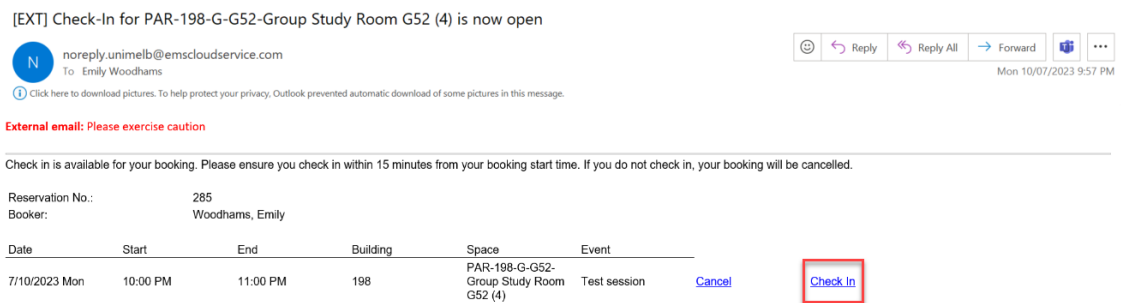 [EXT] Check-In for PAR-198-G-G52-Group Study Room G52 (4) is now open
N
noreply.unimelb@emscloudservice.com
To Emily Woodhams
Reply Reply All Forward
Mon 10/07/2023 9:57 PM
Click here to download pictures. To help protect your privacy, Outlook prevented automatic download of some pictures in this message.
External email: Please exercise caution
Check in is available for your booking. Please ensure you check in within 15 minutes from your booking start time. If you do not check in, your booking will be cancelled.
Reservation No.: 285
Booker: Woodhams, Emily
Date Start End Building Space Event
7/10/2023 Mon 10:00 PM 11:00 PM 198 PAR-198-G-G52-
Group Study Room
G52 (4) Test session Cancel Check In